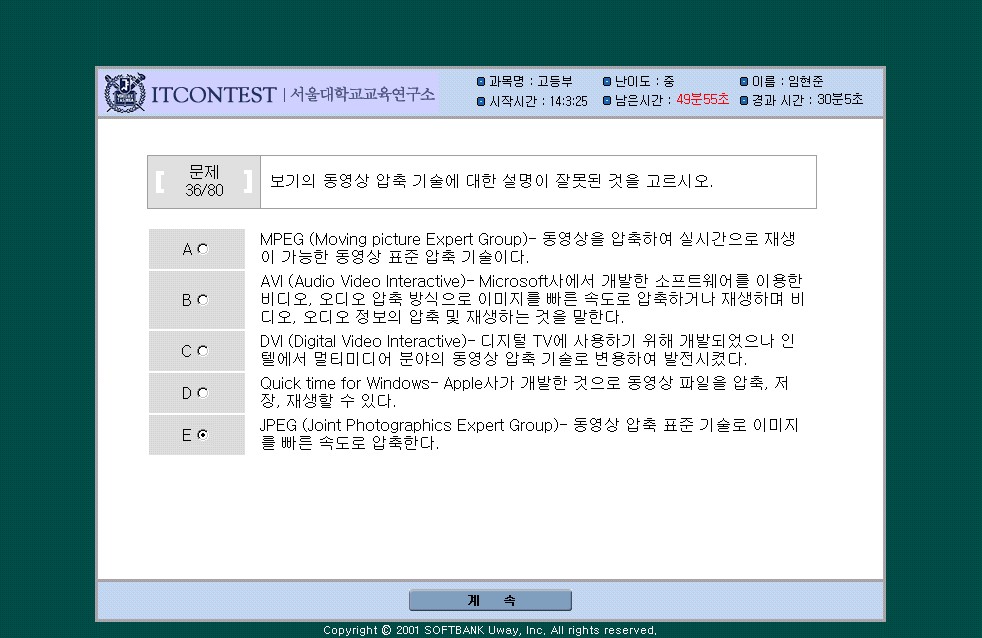 ITCONTEST | 서울대학교교육연구소
과목명 : 고등부 난이도 : 중 이름 : 임현준
시작시간 : 14:3:25 남은시간 : 49분55초 경과 시간 : 30분5초
문제
36/80
보기의 동영상 압축 기술에 대한 설명이 잘못된 것을 고르시오.
A
MPEG (Moving picture Expert Group)- 동영상을 압축하여 실시간으로 재생
이 가능한 동영상 표준 압축 기술이다.
B
AVI (Audio Video Interactive)- Microsoft사에서 개발한 소프트웨어를 이용한
비디오, 오디오 압축 방식으로 이미지를 빠른 속도로 압축하거나 재생하며 비
디오, 오디오 정보의 압축 및 재생하는 것을 말한다.
C
DVI (Digital Video Interactive)- 디지털 TV에 사용하기 위해 개발되었으나 인
텔에서 멀티미디어 분야의 동영상 압축 기술로 변용하여 발전시켰다.
D
Quick time for Windows- Apple사가 개발한 것으로 동영상 파일을 압축, 저
장, 재생할 수 있다.
E
JPEG (Joint Photographics Expert Group)- 동영상 압축 표준 기술로 이미지
를 빠른 속도로 압축한다.
계 속
Copyright © 2001 SOFTBANK Uway, Inc, All rights reserved,